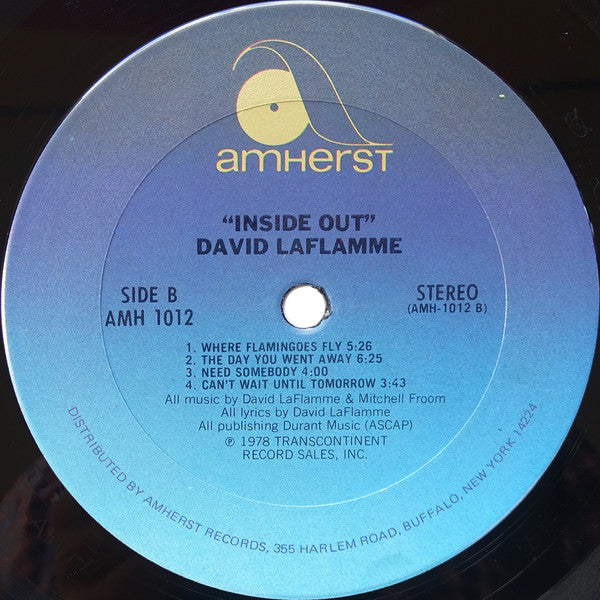 amHerST
“INSIDE OUT”
DAVID LAFLAMME
SIDE B
AMH 1012
STEREO
(AMH-1012 B)
1. WHERE FLAMINGOES FLY 5:26
2. THE DAY YOU WENT AWAY 6:25
3. NEED SOMEBODY 4:00
4. CAN'T WAIT UNTIL TOMORROW 3:43
All music by David LaFlamme & Mitchell Froom
All lyrics by David LaFlamme
All publishing Durant Music (ASCAP)
℗ 1978 TRANSCONTINENT
RECORD SALES, INC.
DISTRIBUTED BY AMHERST RECORDS, 355 HARLEM ROAD, BUFFALO, NEW YORK 14224